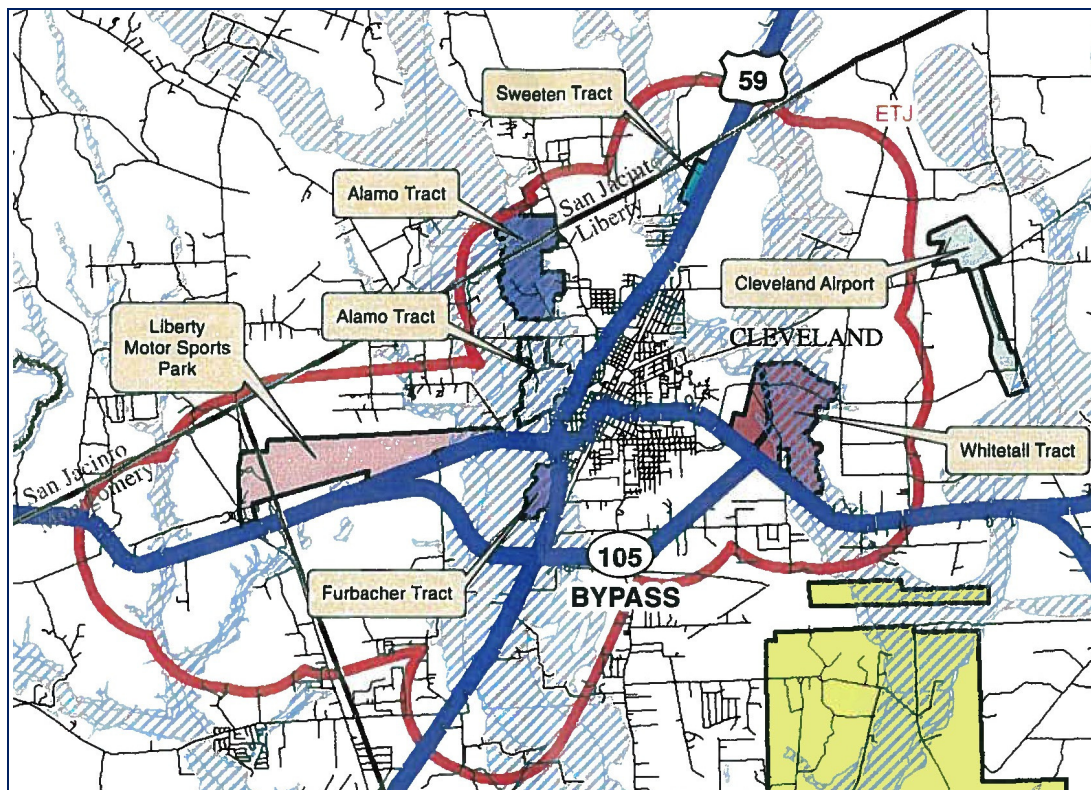 59
Sweeten Tract
ETJ
San Jacinto
Liberty
Alamo Tract
Cleveland Airport
Alamo Tract
Liberty
Motor Sports
Park
CLEVELAND
Whitetall Tract
San Jacinto
Montgomery
105
BYPASS
Furbacher Tract